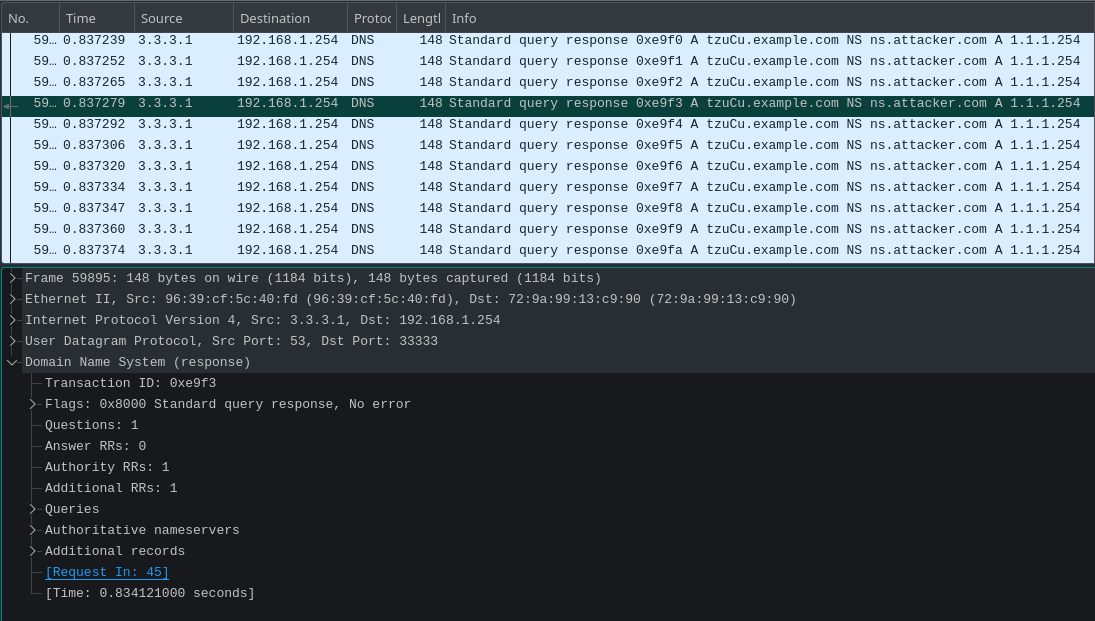 No. Time Source Destination Protoc Lengtl Info
59… 0.837239 3.3.3.1 192.168.1.254 DNS 148 Standard query response 0xe9f0 A tzuCu.example.com NS ns.attacker.com A 1.1.1.254
59… 0.837252 3.3.3.1 192.168.1.254 DNS 148 Standard query response 0xe9f1 A tzuCu.example.com NS ns.attacker.com A 1.1.1.254
59… 0.837265 3.3.3.1 192.168.1.254 DNS 148 Standard query response 0xe9f2 A tzuCu.example.com NS ns.attacker.com A 1.1.1.254
59… 0.837279 3.3.3.1 192.168.1.254 DNS 148 Standard query response 0xe9f3 A tzuCu.example.com NS ns.attacker.com A 1.1.1.254
59… 0.837292 3.3.3.1 192.168.1.254 DNS 148 Standard query response 0xe9f4 A tzuCu.example.com NS ns.attacker.com A 1.1.1.254
59… 0.837306 3.3.3.1 192.168.1.254 DNS 148 Standard query response 0xe9f5 A tzuCu.example.com NS ns.attacker.com A 1.1.1.254
59… 0.837320 3.3.3.1 192.168.1.254 DNS 148 Standard query response 0xe9f6 A tzuCu.example.com NS ns.attacker.com A 1.1.1.254
59… 0.837334 3.3.3.1 192.168.1.254 DNS 148 Standard query response 0xe9f7 A tzuCu.example.com NS ns.attacker.com A 1.1.1.254
59… 0.837347 3.3.3.1 192.168.1.254 DNS 148 Standard query response 0xe9f8 A tzuCu.example.com NS ns.attacker.com A 1.1.1.254
59… 0.837360 3.3.3.1 192.168.1.254 DNS 148 Standard query response 0xe9f9 A tzuCu.example.com NS ns.attacker.com A 1.1.1.254
59… 0.837374 3.3.3.1 192.168.1.254 DNS 148 Standard query response 0xe9fa A tzuCu.example.com NS ns.attacker.com A 1.1.1.254
Frame 59895: 148 bytes on wire (1184 bits), 148 bytes captured (1184 bits)
Ethernet II, Src: 96:39:cf:5c:40:fd (96:39:cf:5c:40:fd), Dst: 72:9a:99:13:c9:90 (72:9a:99:13:c9:90)
Internet Protocol Version 4, Src: 3.3.3.1, Dst: 192.168.1.254
User Datagram Protocol, Src Port: 53, Dst Port: 33333
Domain Name System (response)
Transaction ID: 0xe9f3
Flags: 0x8000 Standard query response, No error
Questions: 1
Answer RRs: 0
Authority RRs: 1
Additional RRs: 1
Queries
Authoritative nameservers
Additional records
[Request In: 45]
[Time: 0.834121000 seconds]